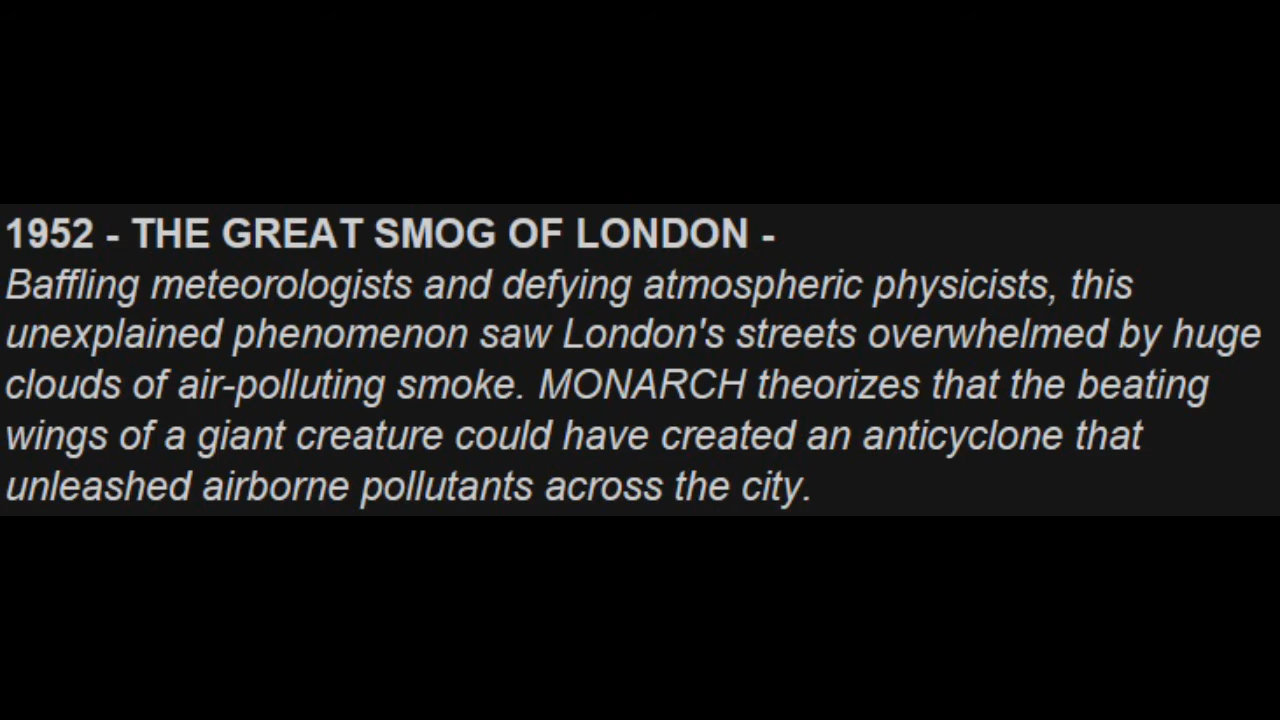 1952 - THE GREAT SMOG OF LONDON -
Baffling meteorologists and defying atmospheric physicists, this
unexplained phenomenon saw London's streets overwhelmed by huge
clouds of air-polluting smoke. MONARCH theorizes that the beating
wings of a giant creature could have created an anticyclone that
unleashed airborne pollutants across the city.